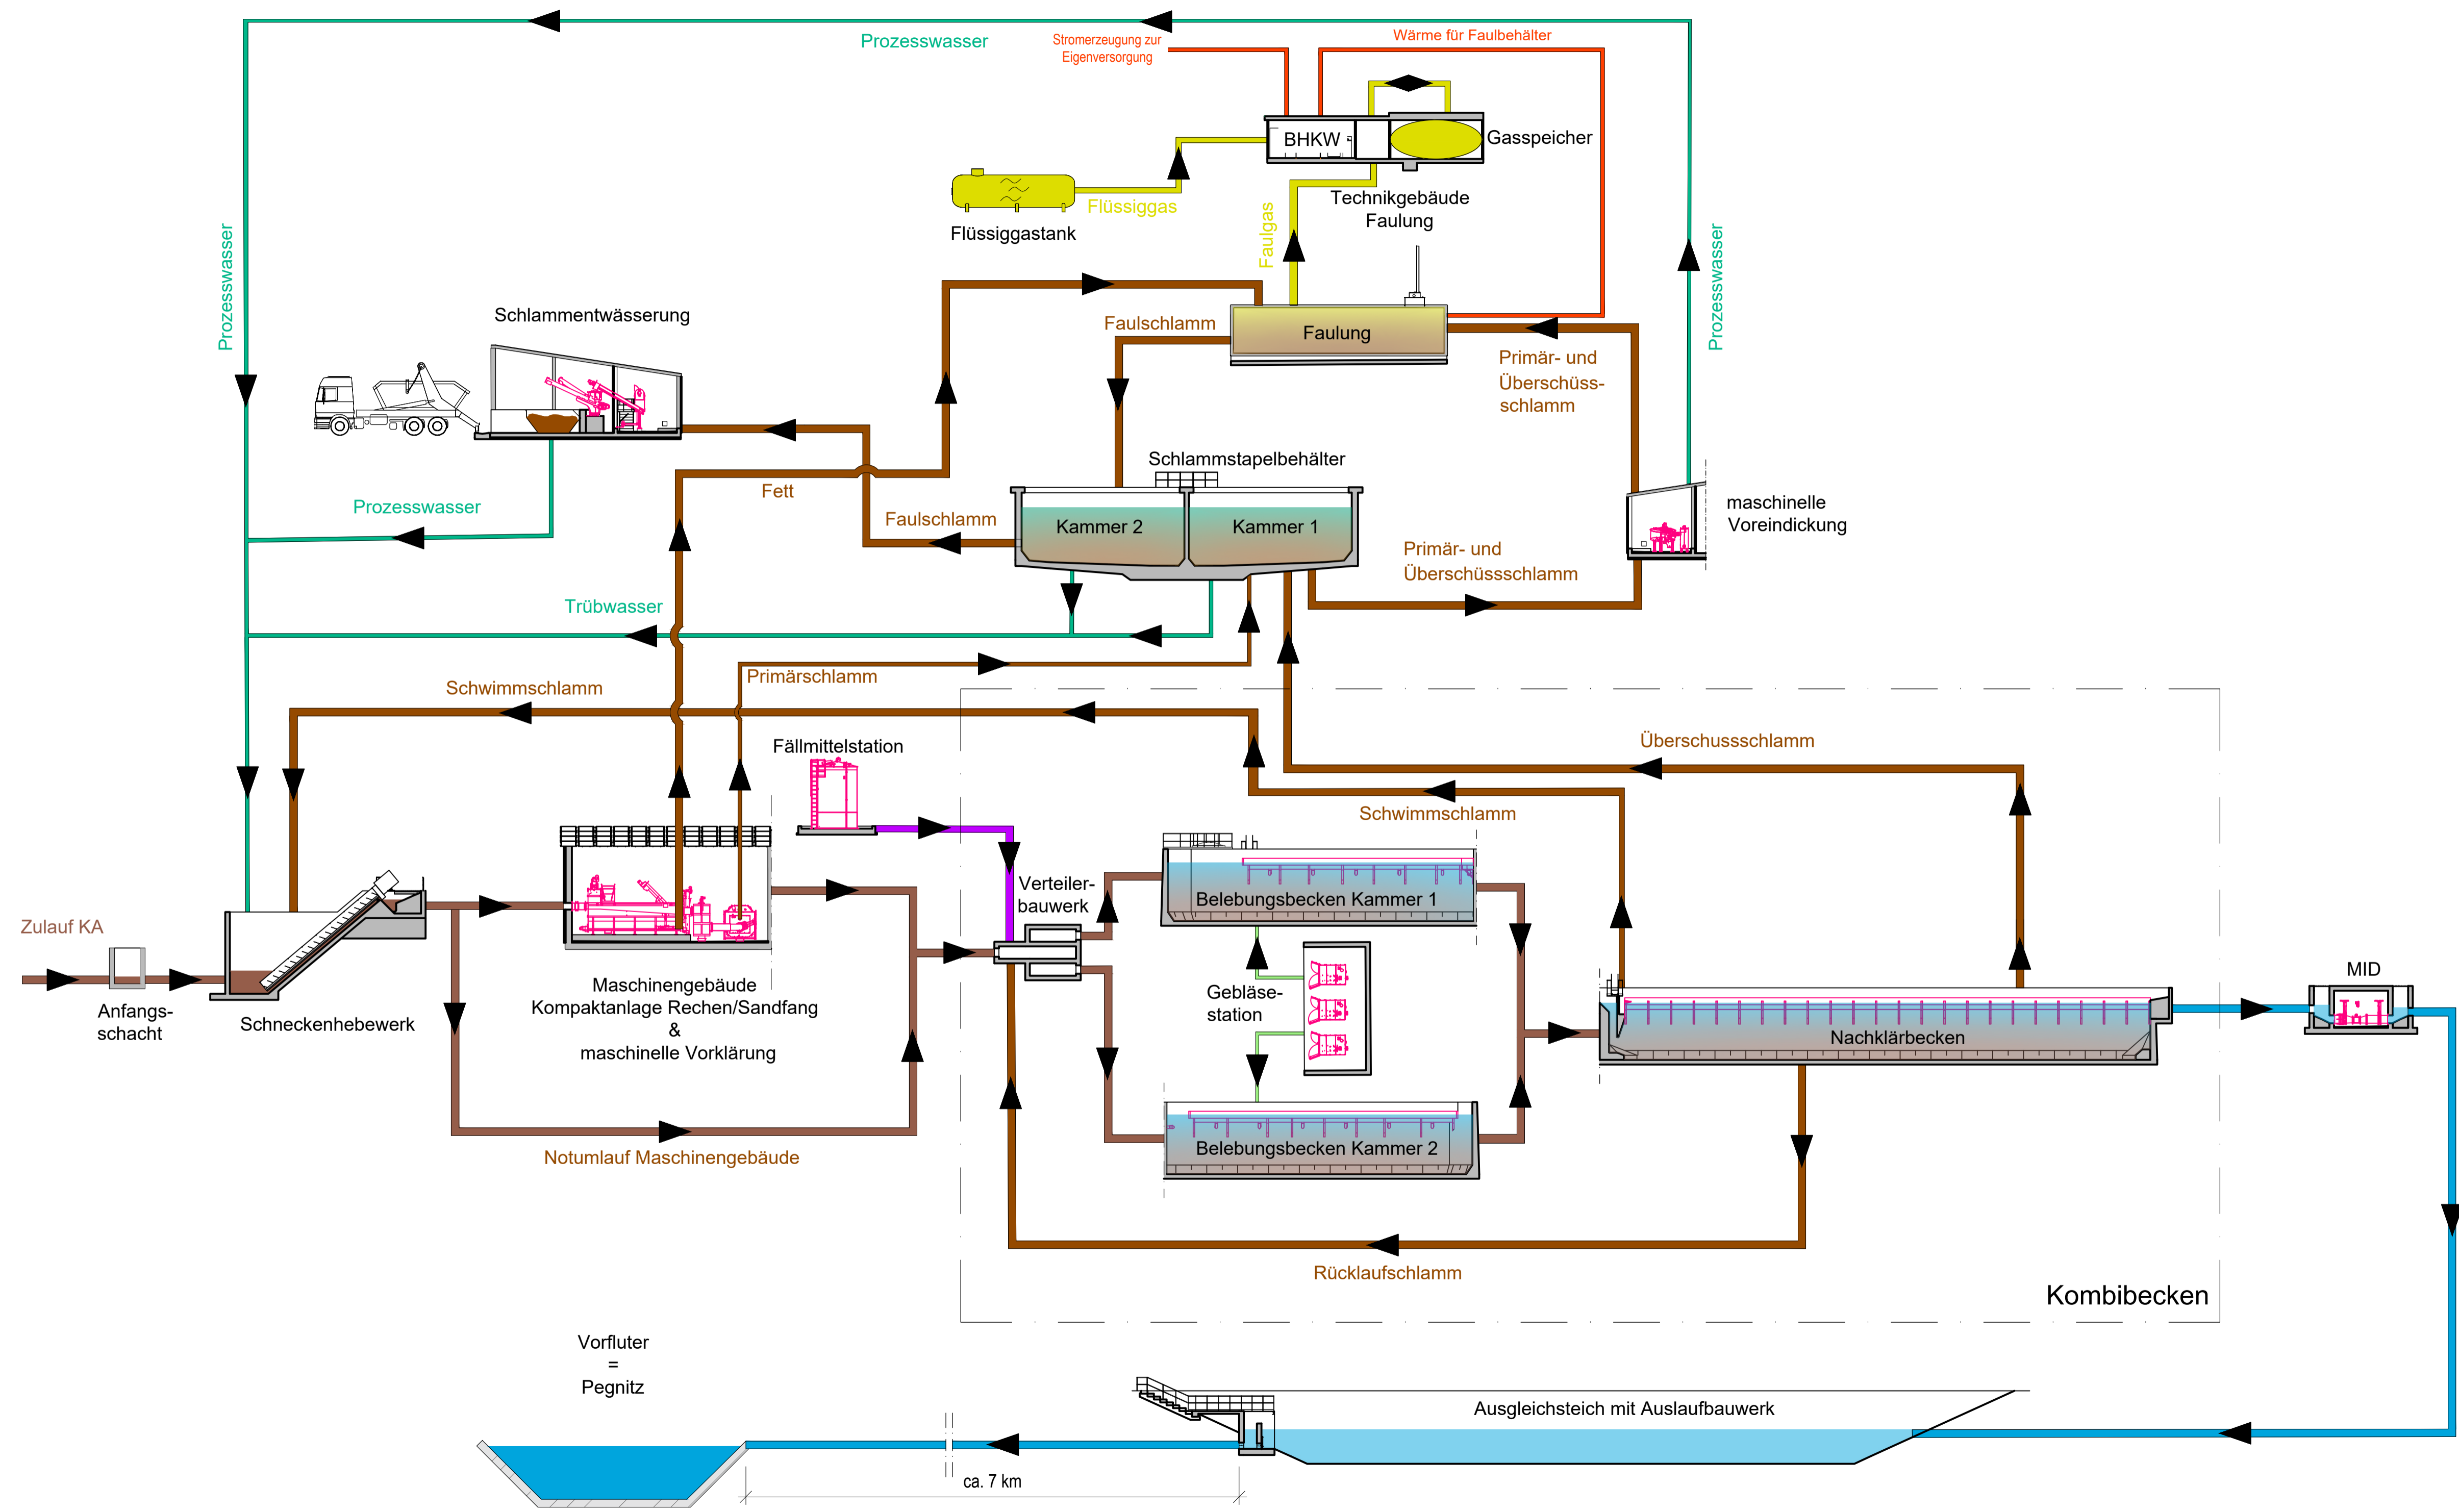 Prozesswasser
Stromerzeugung zur
Eigenversorgung
Wärme für Faulbehälter
BHKW
Gasspeicher
Flüssiggas
Flüssiggastank
Technikgebäude
Faulung
Faulgas
Prozesswasser
Prozesswasser
Schlammentwässerung
Faulschlamm
Faulung
Primär- und
Überschüss-
schlamm
Schlammstapelbehälter
Fett
Prozesswasser
Faulschlamm
Kammer 2
Kammer 1
maschinelle
Voreindickung
Primär- und
Überschüssschlamm
Trübwasser
Primärschlamm
Schwimmschlamm
Fällmittelstation
Überschussschlamm
Schwimmschlamm
Verteiler-
bauwerk
Belebungsbecken Kammer 1
Zulauf KA
Anfangs-
schacht
Schneckenhebewerk
Maschinengebäude
Kompaktanlage Rechen/Sandfang
&
maschinelle Vorklärung
Gebläse-
station
MID
Nachklärbecken
Belebungsbecken Kammer 2
Notumlauf Maschinengebäude
Rücklaufschlamm
Kombibecken
Vorfluter
=
Pegnitz
Ausgleichsteich mit Auslaufbauwerk
ca. 7 km